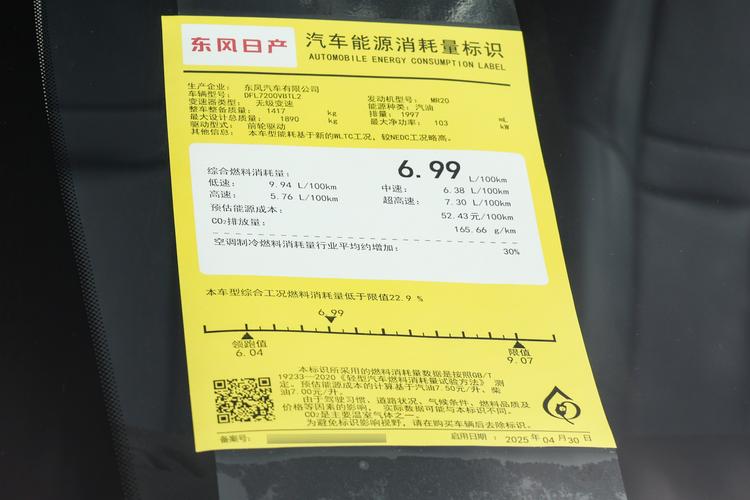 东风日产
汽车能源消耗量标识
AUTOMOBILE ENERGY CONSUMPTION LABEL
生产企业： 东风汽车有限公司
车辆型号： DFL7200VBTL2 发动机型号： MR20
变速器类型： 无级变速 能源种类： 汽油
整车整备质量： 1417 kg 排量： 1997 mL
最大设计总质量： 1890 kg 最大净功率： 103 kW
驱动型式： 前轮驱动
其他信息： 本车型能耗基于新的WLTC工况，较NEDC工况略高。
综合燃料消耗量： 6.99 L/100km
低速： 9.94 L/100km 中速： 6.38 L/100km
高速： 5.76 L/100km 超高速： 7.30 L/100km
预估能源成本： 52.43元/100km
CO₂排放量： 165.66 g/km
空调制冷燃料消耗量行业平均约增加： 30%
本车型综合工况燃料消耗量低于限值22.9 %
6.99
领跑值 限值
6.04 9.07
本标识所采用的燃料消耗量数据是按照GB/T
19233—2020《轻型汽车燃料消耗量试验方法》 测
定。预估能源成本的计算基于汽油7.50元/升、柴
油7.00元/升。
由于驾驶习惯、道路状况、气候条件、燃料品质及
价格等因素的影响， 实际数据可能与本标识不同。
CO₂是主要温室气体之一。
为避免标识影响视野，请在购买车辆后去除标识。
备案号： 启用日期： 2025 年 04 月 30 日